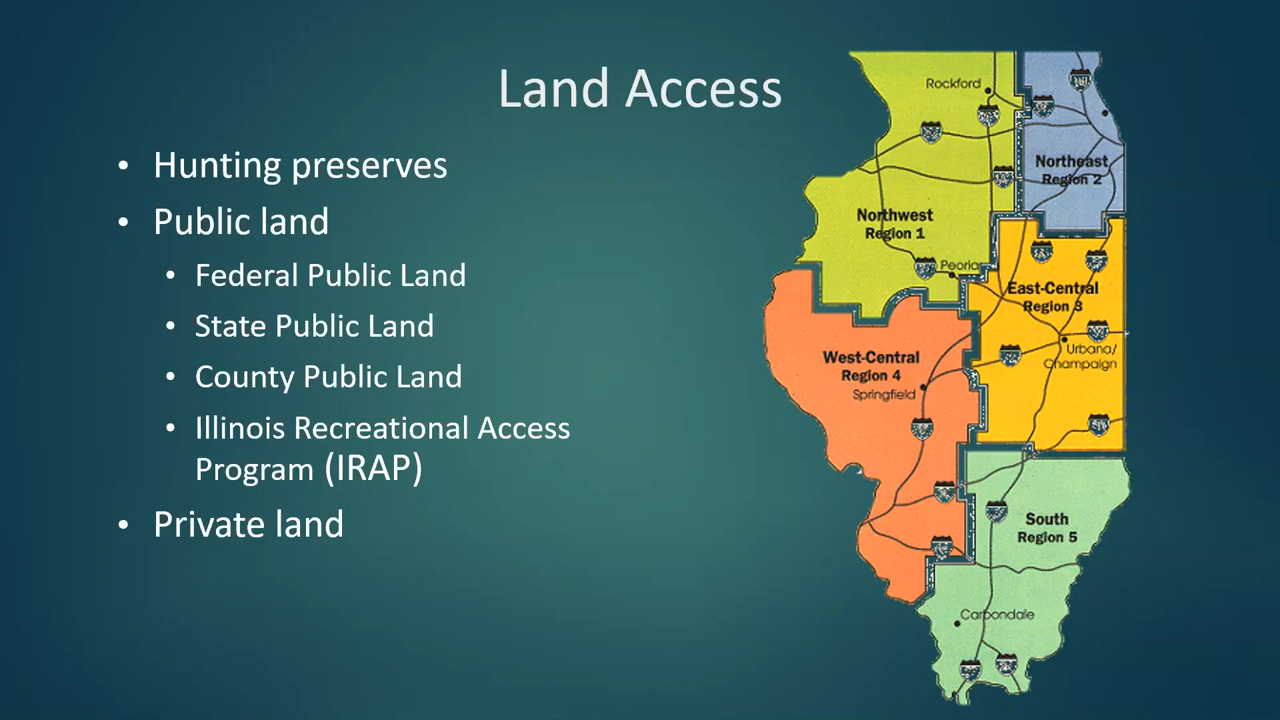 Land Access
• Hunting preserves
• Public land
• Federal Public Land
• State Public Land
• County Public Land
• Illinois Recreational Access
Program (IRAP)
• Private land
Rockford
Northeast
Region 2
Northwest
Region 1
Peoria
East-Central
Region 3
Urbana/
Champaign
West-Central
Region 4
Springfield
South
Region 5
Carbondale